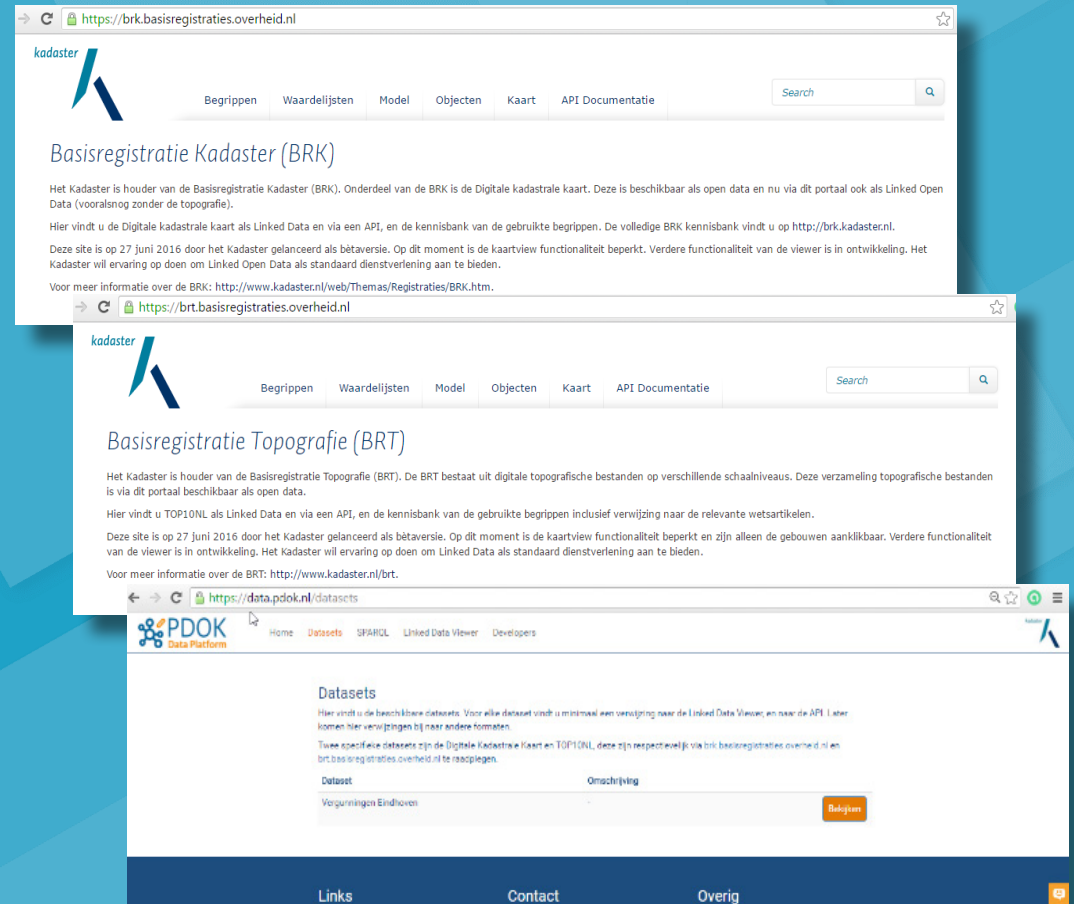 https://brk.basisregistraties.overheid.nl
kadaster
Begrippen Waardelijsten Model Objecten Kaart API Documentatie
Search
Basisregistratie Kadaster (BRK)
Het Kadaster is houder van de Basisregistratie Kadaster (BRK). Onderdeel van de BRK is de Digitale kadastrale kaart. Deze is beschikbaar als open data en nu via dit portaal ook als Linked Open
Data (vooralsnog zonder de topografie).
Hier vindt u de Digitale kadastrale kaart als Linked Data en via een API, en de kennisbank van de gebruikte begrippen. De volledige BRK kennisbank vindt u op http://brk.kadaster.nl.
Deze site is op 27 juni 2016 door het Kadaster gelanceerd als bètaversie. Op dit moment is de kaartview functionaliteit beperkt. Verdere functionaliteit van de viewer is in ontwikkeling. Het
Kadaster wil ervaring op doen om Linked Open Data als standaard dienstverlening aan te bieden.
Voor meer informatie over de BRK: http://www.kadaster.nl/web/Themas/Registraties/BRK.htm.
https://brt.basisregistraties.overheid.nl
kadaster
Begrippen Waardelijsten Model Objecten Kaart API Documentatie
Search
Basisregistratie Topografie (BRT)
Het Kadaster is houder van de Basisregistratie Topografie (BRT). De BRT bestaat uit digitale topografische bestanden op verschillende schaalniveaus. Deze verzameling topografische bestanden
is via dit portaal beschikbaar als open data.
Hier vindt u TOP10NL als Linked Data en via een API, en de kennisbank van de gebruikte begrippen inclusief verwijzing naar de relevante wetsartikelen.
Deze site is op 27 juni 2016 door het Kadaster gelanceerd als bètaversie. Op dit moment is de kaartview functionaliteit beperkt en zijn alleen de gebouwen aanklikbaar. Verdere functionaliteit
van de viewer is in ontwikkeling. Het Kadaster wil ervaring op doen om Linked Data als standaard dienstverlening aan te bieden.
Voor meer informatie over de BRT: http://www.kadaster.nl/brt.
https://data.pdok.nl/datasets
PDOK
Data Platform
Home Datasets SPARQL Linked Data Viewer Developers
kadaster
Datasets
Hier vindt u de beschikbare datasets. Voor elke dataset vindt u minimaal een verwijzing naar de Linked Data Viewer, en naar de API. Later
komen hier verwijzingen bij naar andere formaten.
Twee specifieke datasets zijn de Digitale Kadastrale Kaart en TOP10NL, deze zijn respectievelijk via brk.basisregistraties.overheid.nl en
brt.basisregistraties.overheid.nl te raadplegen.
Dataset Omschrijving
Vergunningen Eindhoven - Bekijken
Links Contact Overig